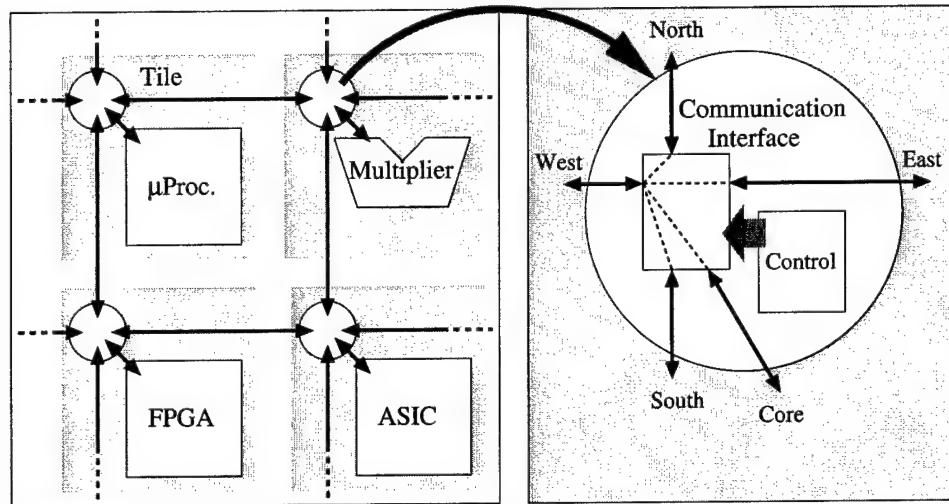 Tile
μProc.
Multiplier
FPGA
ASIC
North
Communication
Interface
West
East
Control
South
Core